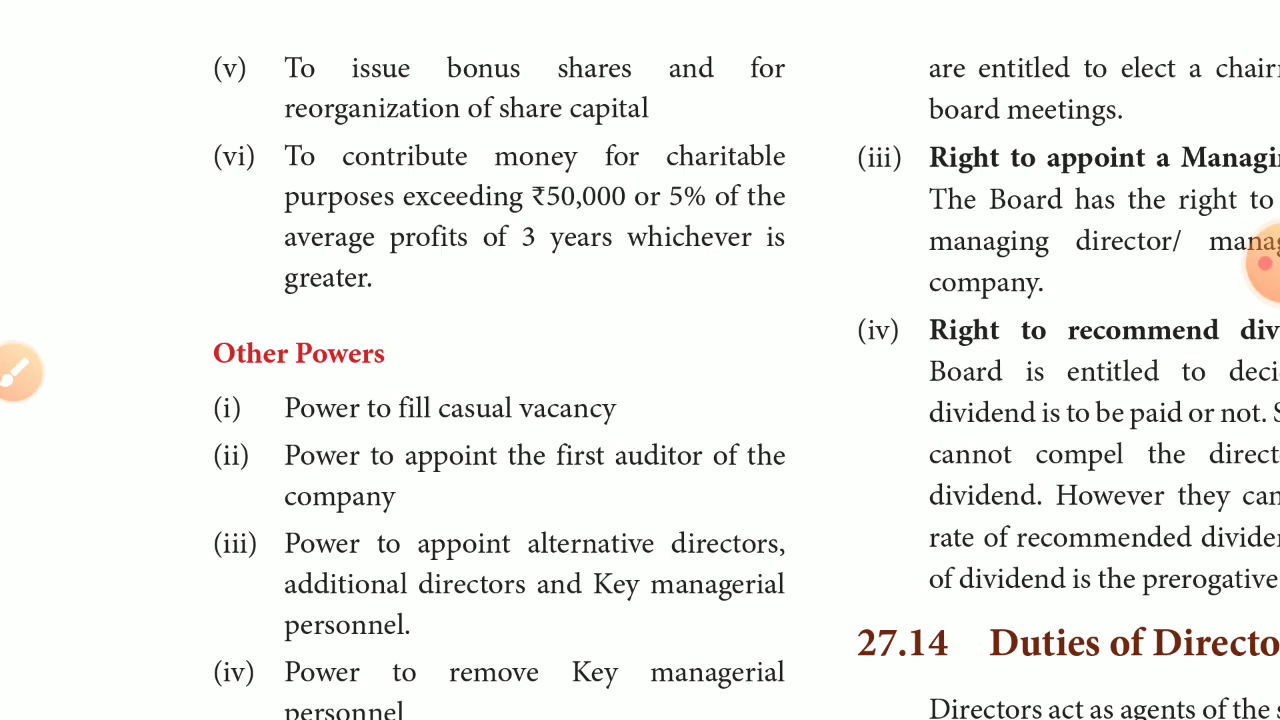 (v) To issue bonus shares and for
reorganization of share capital
(vi) To contribute money for charitable
purposes exceeding ₹50,000 or 5% of the
average profits of 3 years whichever is
greater.
Other Powers
(i) Power to fill casual vacancy
(ii) Power to appoint the first auditor of the
company
(iii) Power to appoint alternative directors,
additional directors and Key managerial
personnel.
(iv) Power to remove Key managerial
personnel
are entitled to elect a
board meetings.
(iii) Right to appoint a
The Board has the right to
managing director/
company.
(iv) Right to recommend
Board is entitled to
dividend is to be paid or not.
cannot compel the
dividend. However they
rate of recommended
of dividend is the prerogative
27.14 Duties of
Directors act as agents of the